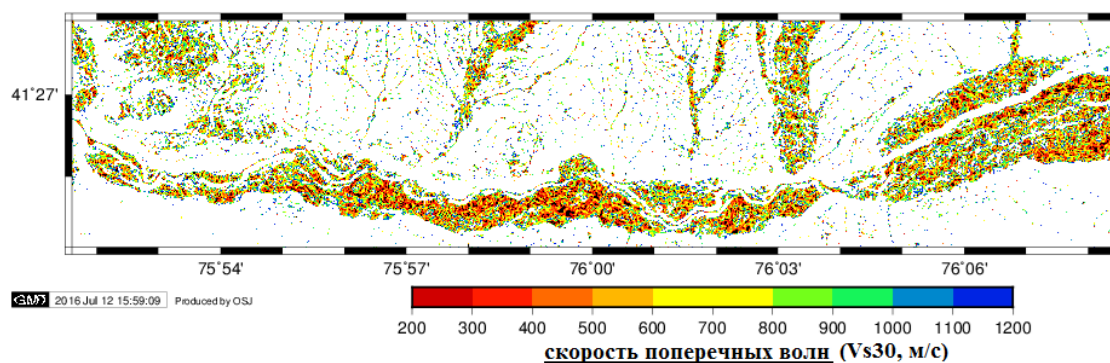 41°27'
75°54' 75°57' 76°00' 76°03' 76°06'
GMT 2016 Jul 12 15:59:09 Produced by OSJ
200 300 400 500 600 700 800 900 1000 1100 1200
скорость поперечных волн (Vs30, м/с)